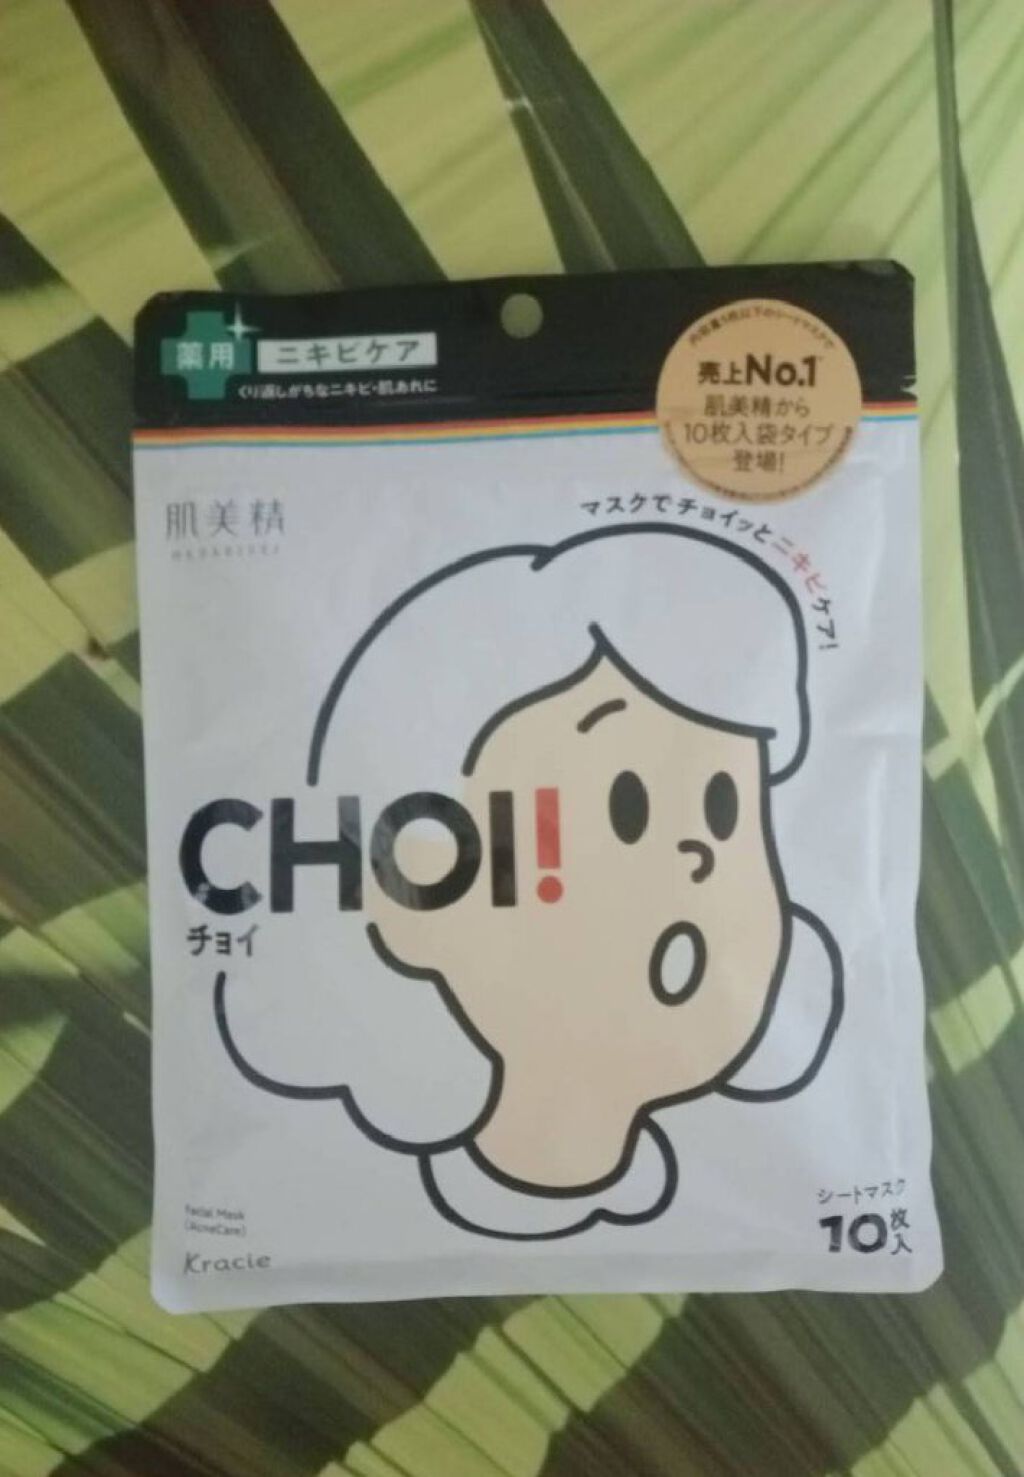 薬用
ニキビケア
くり返しがちなニキビ・肌あれに
売上No.1
肌美精から
10枚入袋タイプ
登場!
肌美精
HADABISEI
マスクでチョイッとニキビケア!
CHOI!
チョイ
Facial Mask
(AcneCare)
Kracie
シートマスク
10枚入